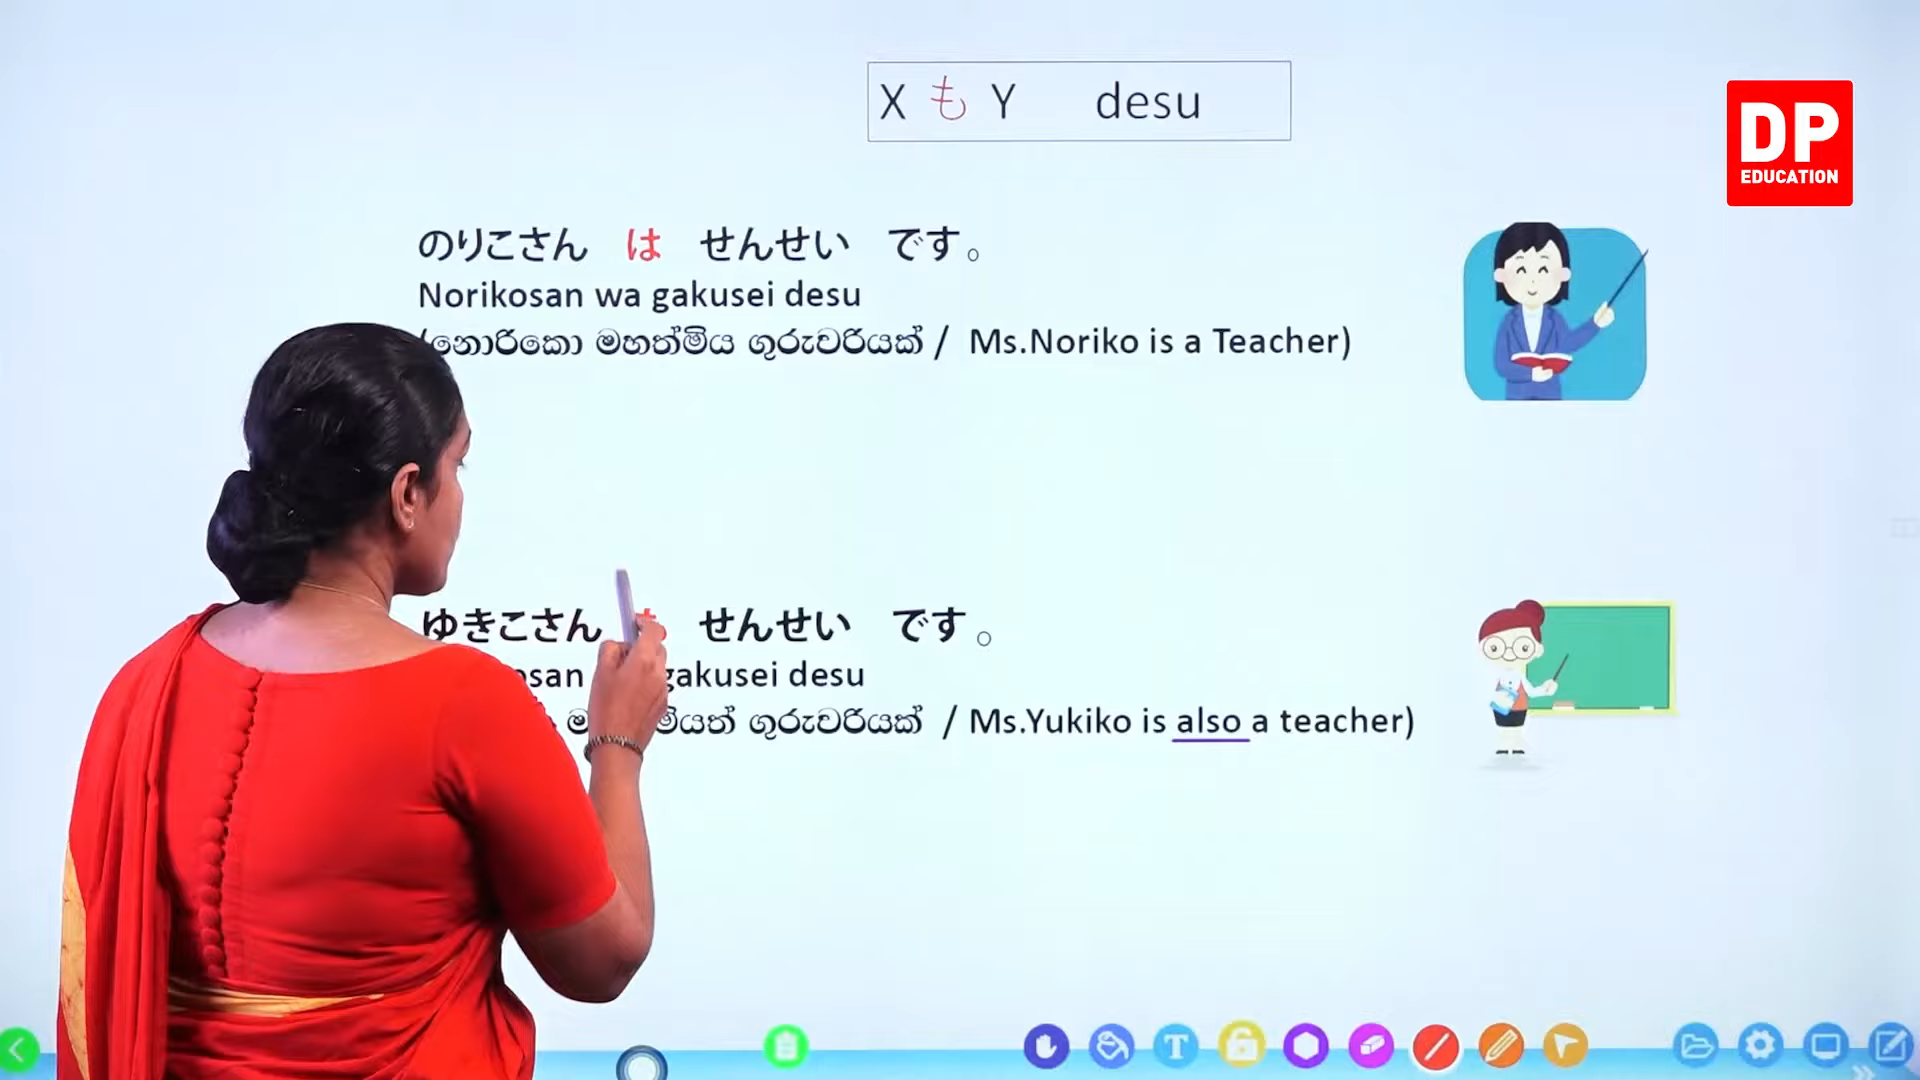 X も Y desu
DP
EDUCATION
のりこさん は せんせい です。
Norikosan wa gakusei desu
(නොරිකො මහත්මිය ගුරුවරියක් / Ms.Noriko is a Teacher)
ゆきこさん せんせい です。
gakusei desu
ගුරුවරියක් / Ms.Yukiko is also a teacher)
T